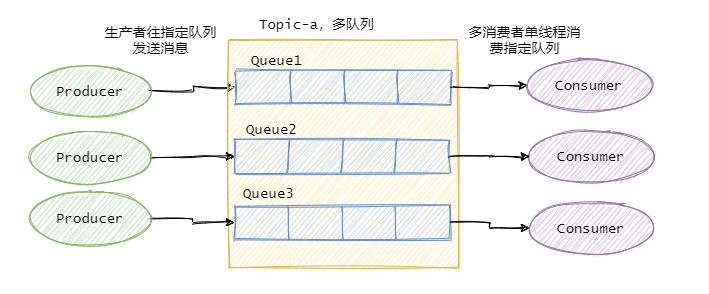 生产者往指定队列
发送消息
Topic-a，多队列
多消费者单线程消
费指定队列
Queue1
Producer
Consumer
Queue2
Producer
Consumer
Queue3
Producer
Consumer